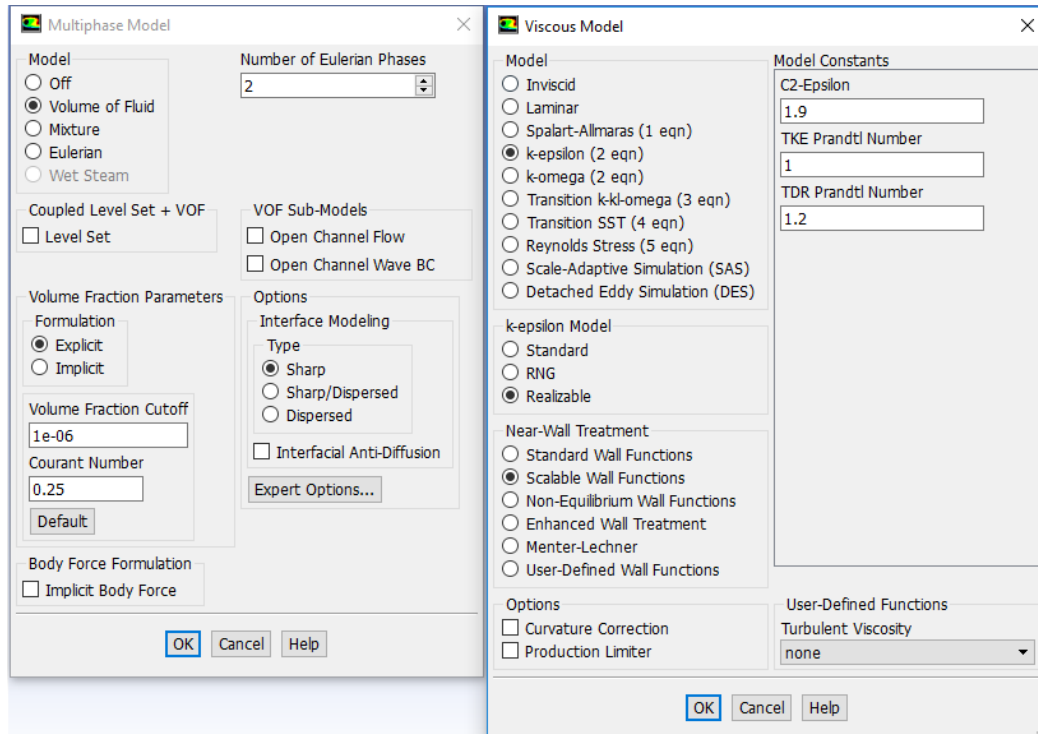 Multiphase Model
Model
Off
Volume of Fluid
Mixture
Eulerian
Wet Steam
Number of Eulerian Phases
2
Coupled Level Set + VOF
Level Set
VOF Sub-Models
Open Channel Flow
Open Channel Wave BC
Volume Fraction Parameters
Formulation
Explicit
Implicit
Volume Fraction Cutoff
1e-06
Courant Number
0.25
Default
Options
Interface Modeling
Type
Sharp
Sharp/Dispersed
Dispersed
Interfacial Anti-Diffusion
Expert Options...
Body Force Formulation
Implicit Body Force
OK Cancel Help
Viscous Model
Model
Inviscid
Laminar
Spalart-Allmaras (1 eqn)
k-epsilon (2 eqn)
k-omega (2 eqn)
Transition k-kl-omega (3 eqn)
Transition SST (4 eqn)
Reynolds Stress (5 eqn)
Scale-Adaptive Simulation (SAS)
Detached Eddy Simulation (DES)
k-epsilon Model
Standard
RNG
Realizable
Near-Wall Treatment
Standard Wall Functions
Scalable Wall Functions
Non-Equilibrium Wall Functions
Enhanced Wall Treatment
Menter-Lechner
User-Defined Wall Functions
Options
Curvature Correction
Production Limiter
Model Constants
C2-Epsilon
1.9
TKE Prandtl Number
1
TDR Prandtl Number
1.2
User-Defined Functions
Turbulent Viscosity
none
OK Cancel Help